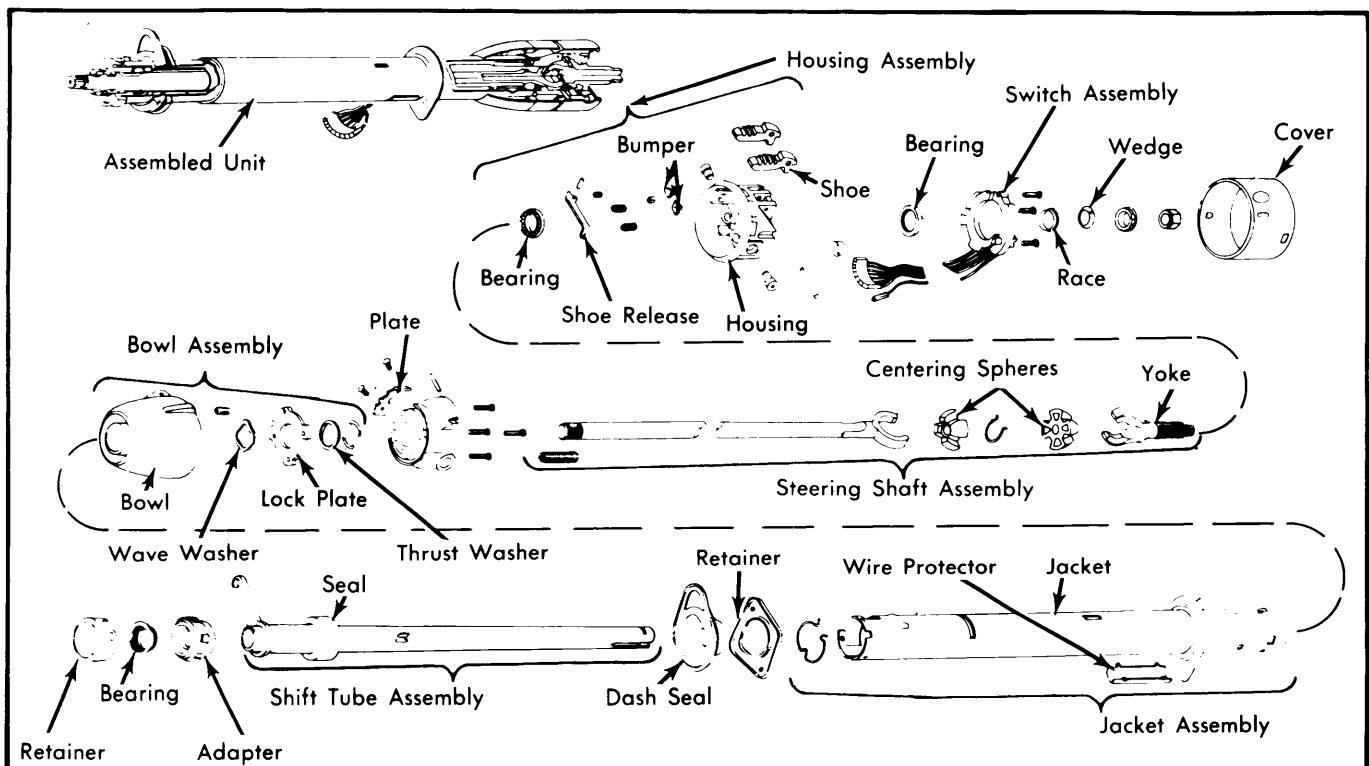 Housing Assembly
Switch Assembly
Cover
Assembled Unit
Bumper
Bearing
Wedge
Shoe
Bearing
Race
Shoe Release
Housing
Plate
Bowl Assembly
Centering Spheres
Yoke
Bowl
Lock Plate
Steering Shaft Assembly
Wave Washer
Thrust Washer
Retainer
Wire Protector
Jacket
Seal
Bearing
Shift Tube Assembly
Dash Seal
Jacket Assembly
Retainer
Adapter